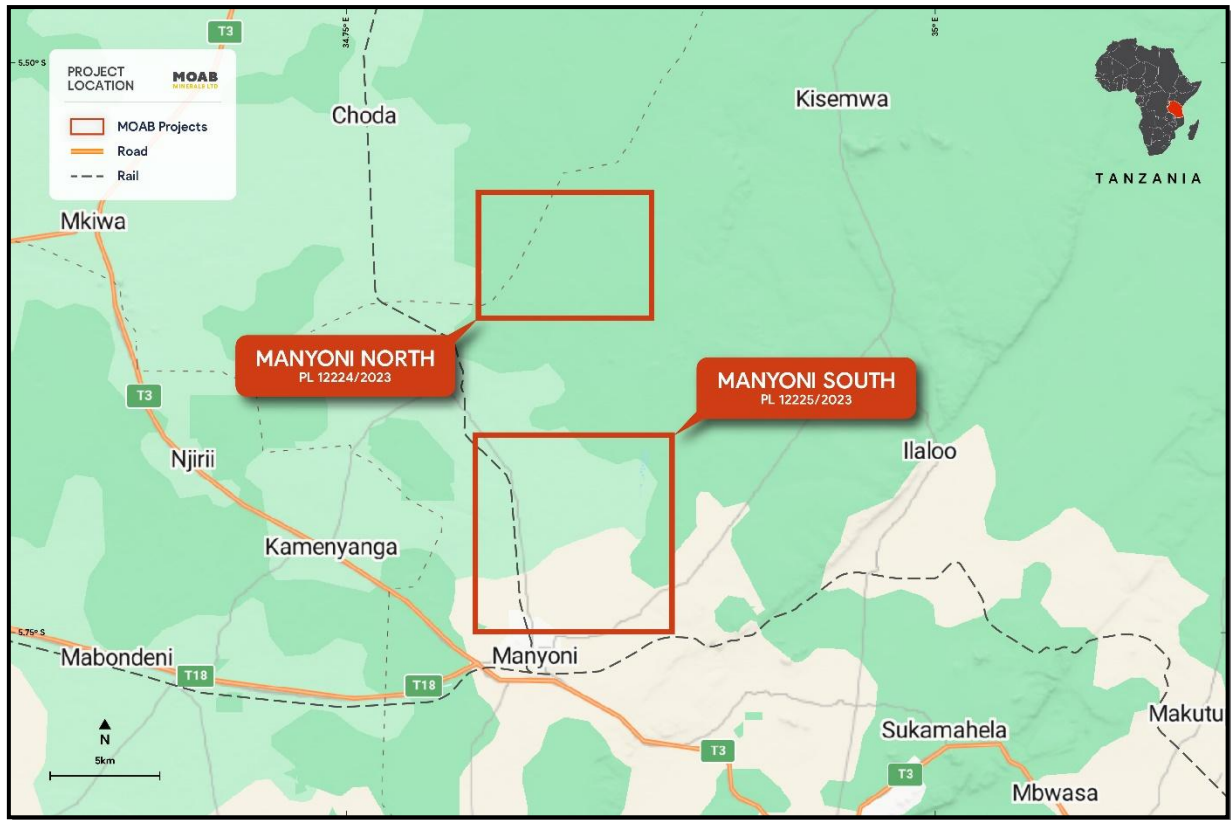 T3
34.75° E
35° E
5.50° S
PROJECT
LOCATION
MOAB
MINERALS LTD
MOAB Projects
Road
Rail
Choda
Kisemwa
TANZANIA
Mkiwa
MANYONI NORTH
PL 12224/2023
MANYONI SOUTH
PL 12225/2023
T3
Njirii
Ilaloo
Kamenyanga
5.75° S
Mabondeni
Manyoni
T18
T18
Makutu
Sukamahela
N
5km
T3
T3
Mbwasa